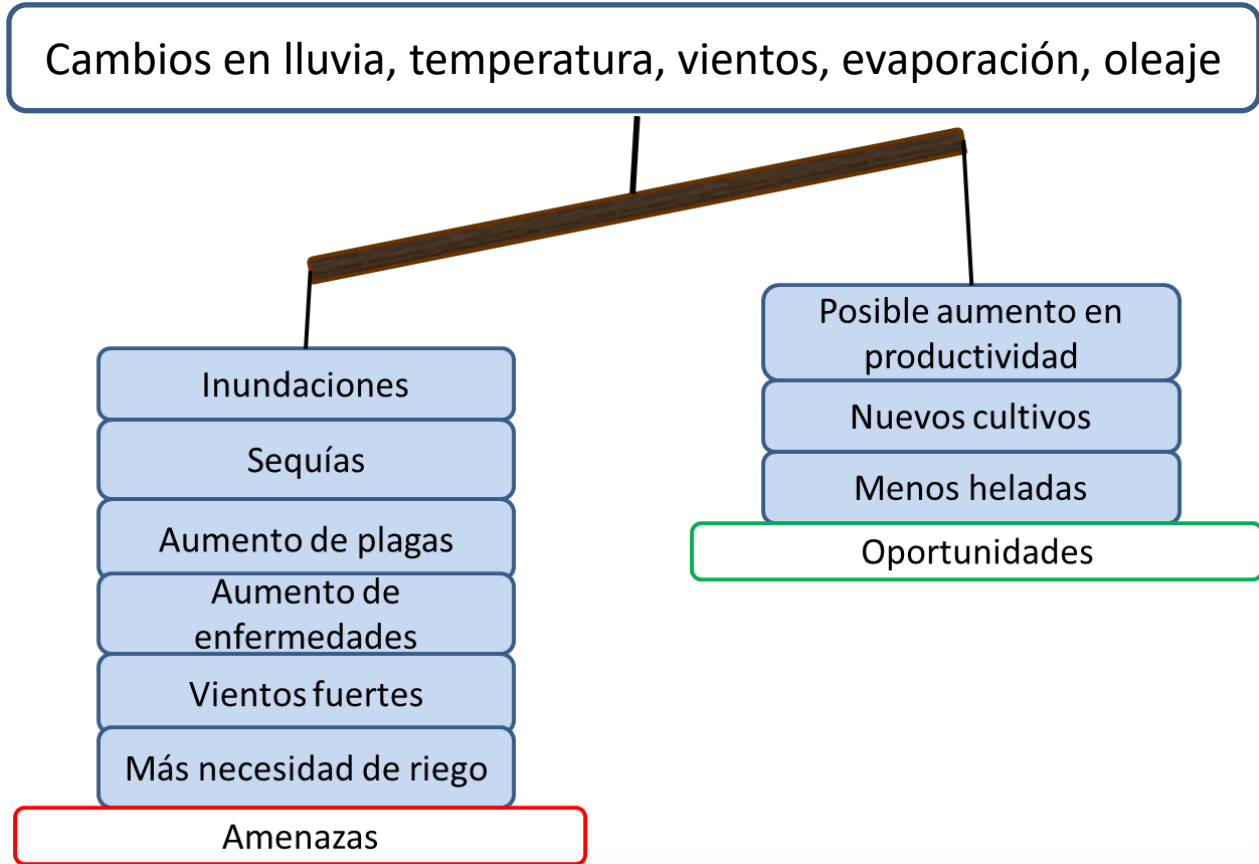 Cambios en lluvia, temperatura, vientos, evaporación, oleaje
Inundaciones
Sequías
Aumento de plagas
Aumento de
enfermedades
Vientos fuertes
Más necesidad de riego
Amenazas
Posible aumento en
productividad
Nuevos cultivos
Menos heladas
Oportunidades